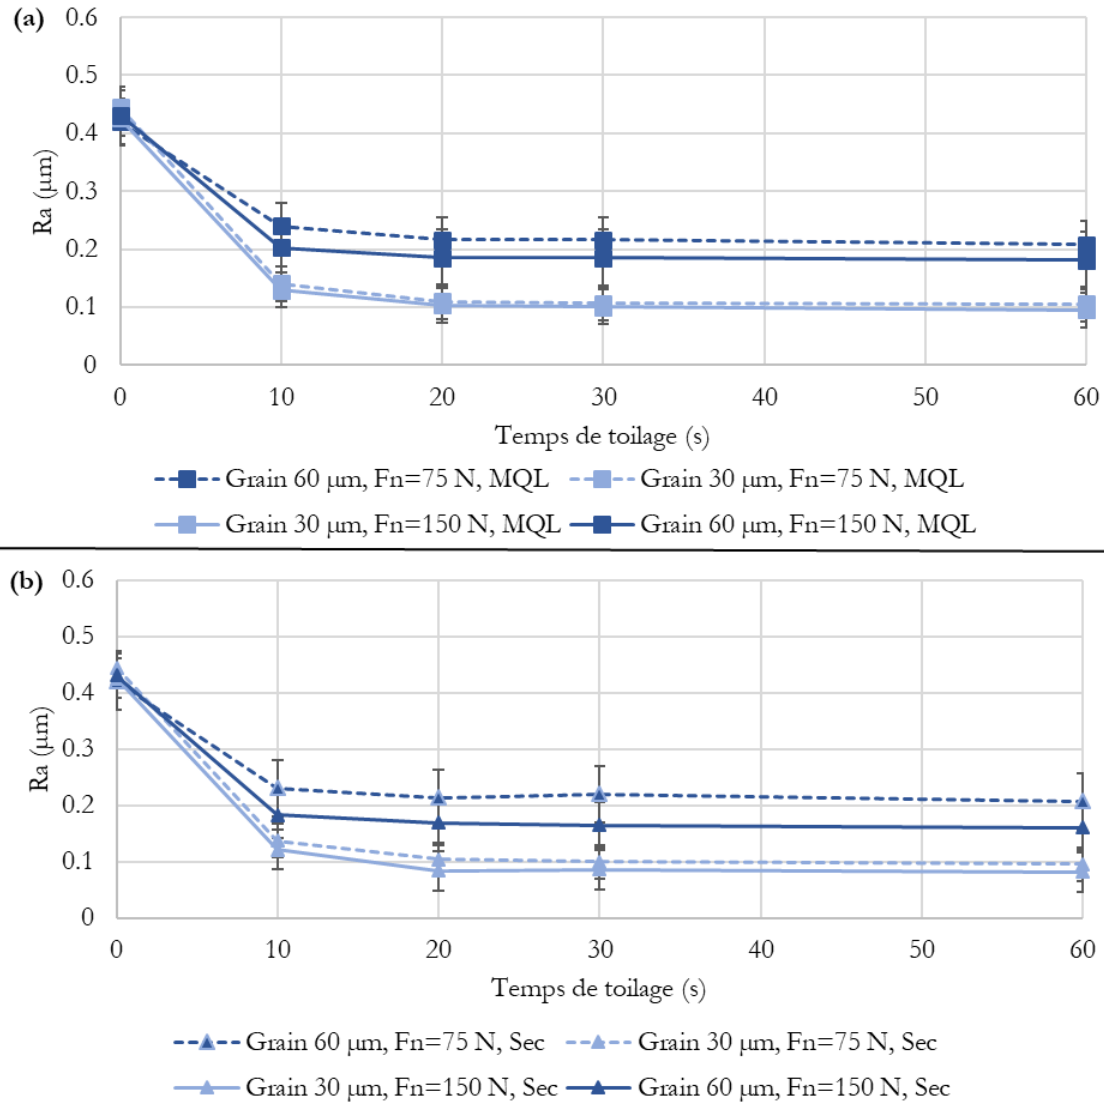 (a)
0.6
0.5
0.4
0.3
0.2
0.1
0
Ra (µm)
0 10 20 30 40 50 60
Temps de toilage (s)
Grain 60 µm, Fn=75 N, MQL
Grain 30 µm, Fn=75 N, MQL
Grain 30 µm, Fn=150 N, MQL
Grain 60 µm, Fn=150 N, MQL
(b)
0.6
0.5
0.4
0.3
0.2
0.1
0
Ra (µm)
0 10 20 30 40 50 60
Temps de toilage (s)
Grain 60 µm, Fn=75 N, Sec
Grain 30 µm, Fn=75 N, Sec
Grain 30 µm, Fn=150 N, Sec
Grain 60 µm, Fn=150 N, Sec